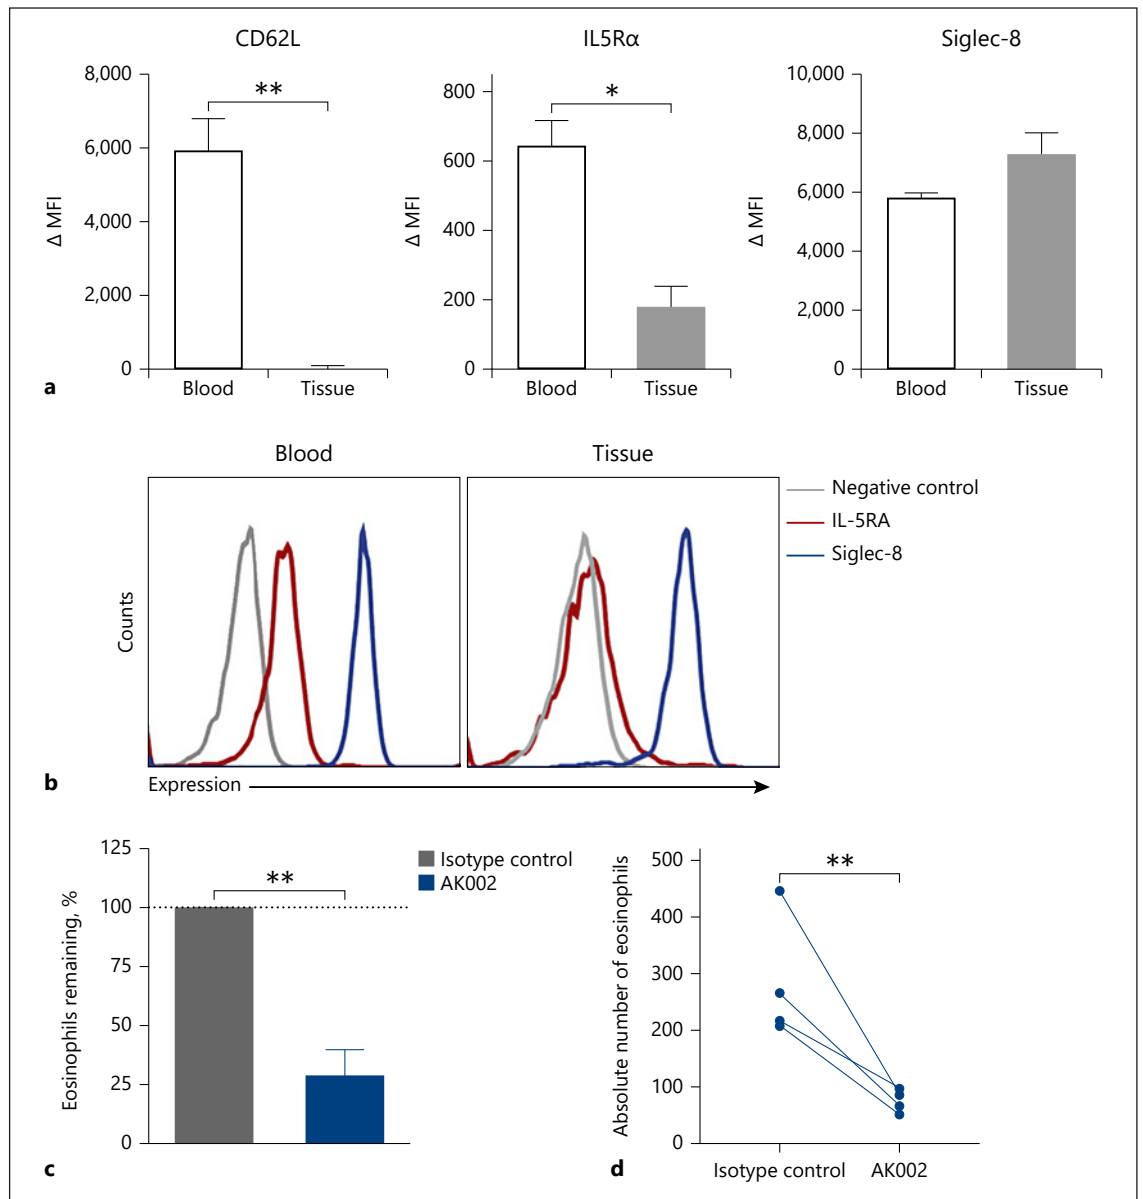 CD62L
8,000
6,000
4,000
2,000
0
Δ MFI
**
Blood
Tissue
IL5Rα
800
600
400
200
0
Δ MFI
*
Blood
Tissue
Siglec-8
10,000
8,000
6,000
4,000
2,000
0
Δ MFI
Blood
Tissue
a
Blood
Tissue
Counts
Negative control
IL-5RA
Siglec-8
Expression
b
125
100
75
50
25
0
Eosinophils remaining, %
**
Isotype control
AK002
c
500
400
300
200
100
0
Absolute number of eosinophils
**
Isotype control
AK002
d